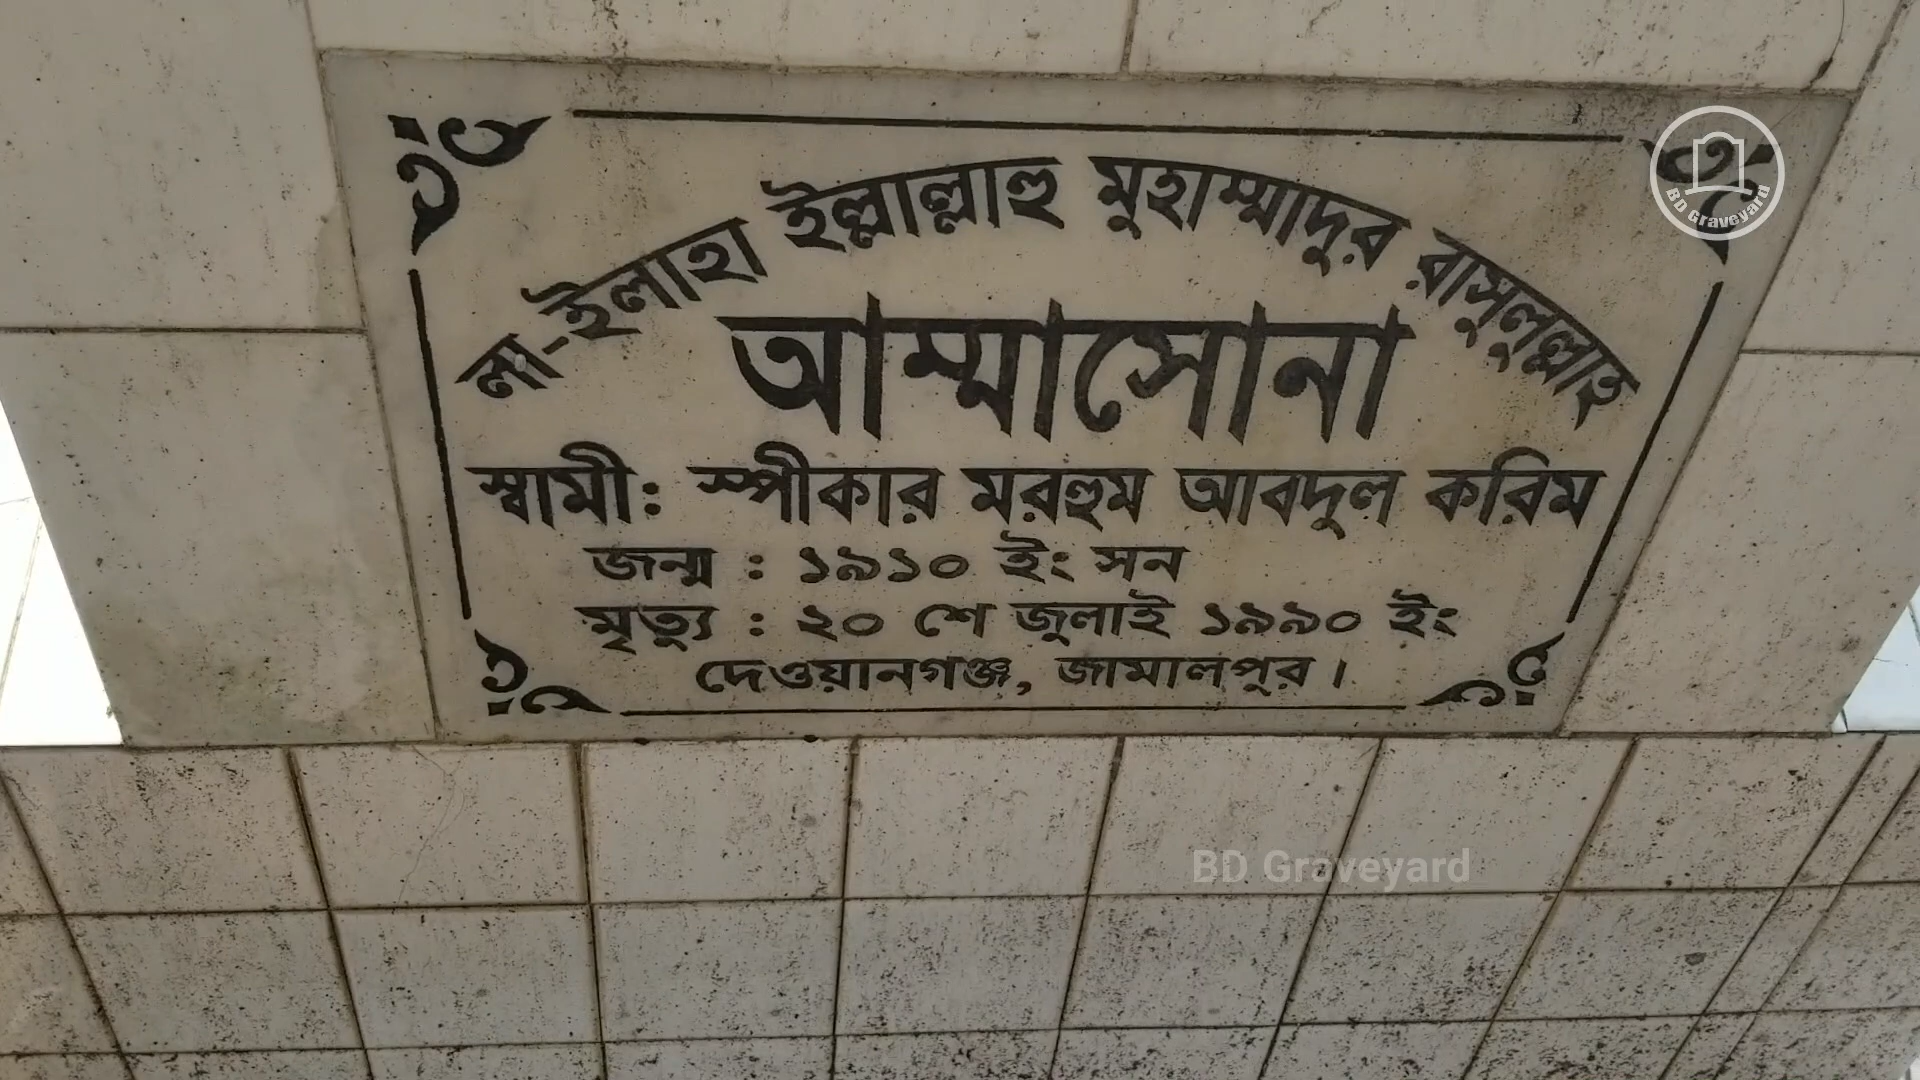 লা-ইলাহা ইল্লাল্লাহু মুহাম্মাদুর রাসুলুল্লাহ
আম্মাসোনা
স্বামী: স্পীকার মরহুম আবদুল করিম
জন্ম : ১৯১০ ইং সন
মৃত্যু : ২০ শে জুলাই ১৯৯০ ইং
দেওয়ানগঞ্জ, জামালপুর।
BD Graveyard
BD Graveyard